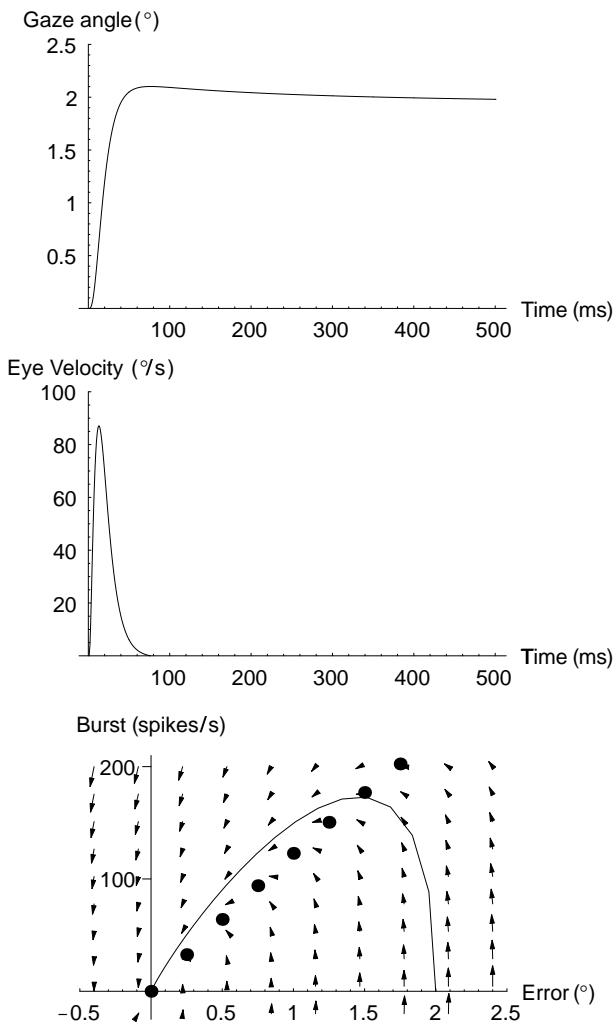 Gaze angle(°)
2.5
2
1.5
1
0.5
100 200 300 400 500
Time (ms)
Eye Velocity (°/s)
100
80
60
40
20
100 200 300 400 500
Time (ms)
Burst (spikes/s)
200
100
−0.5 0.5 1 1.5 2 2.5
Error (°)